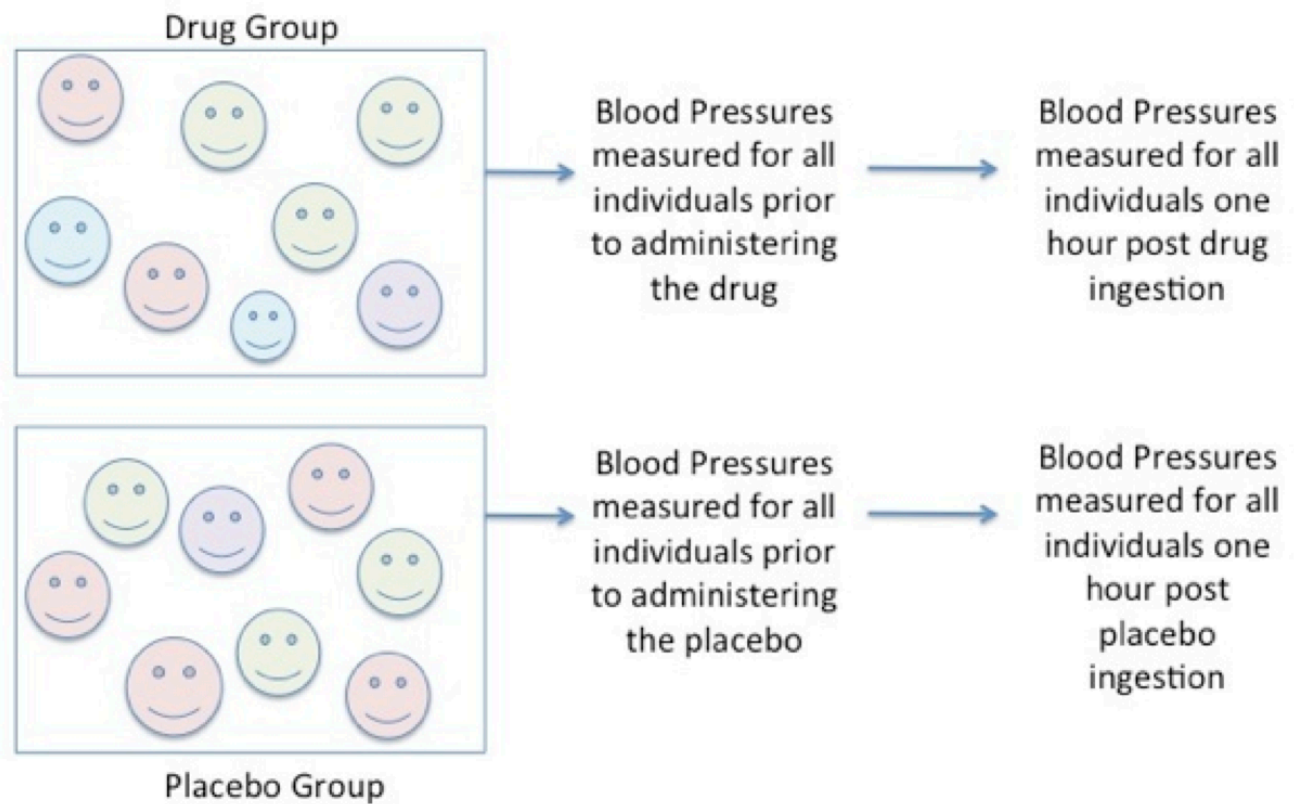 Drug Group
Blood Pressures
measured for all
individuals prior
to administering
the drug
Blood Pressures
measured for all
individuals one
hour post drug
ingestion
Blood Pressures
measured for all
individuals prior
to administering
the placebo
Blood Pressures
measured for all
individuals one
hour post
placebo
ingestion
Placebo Group